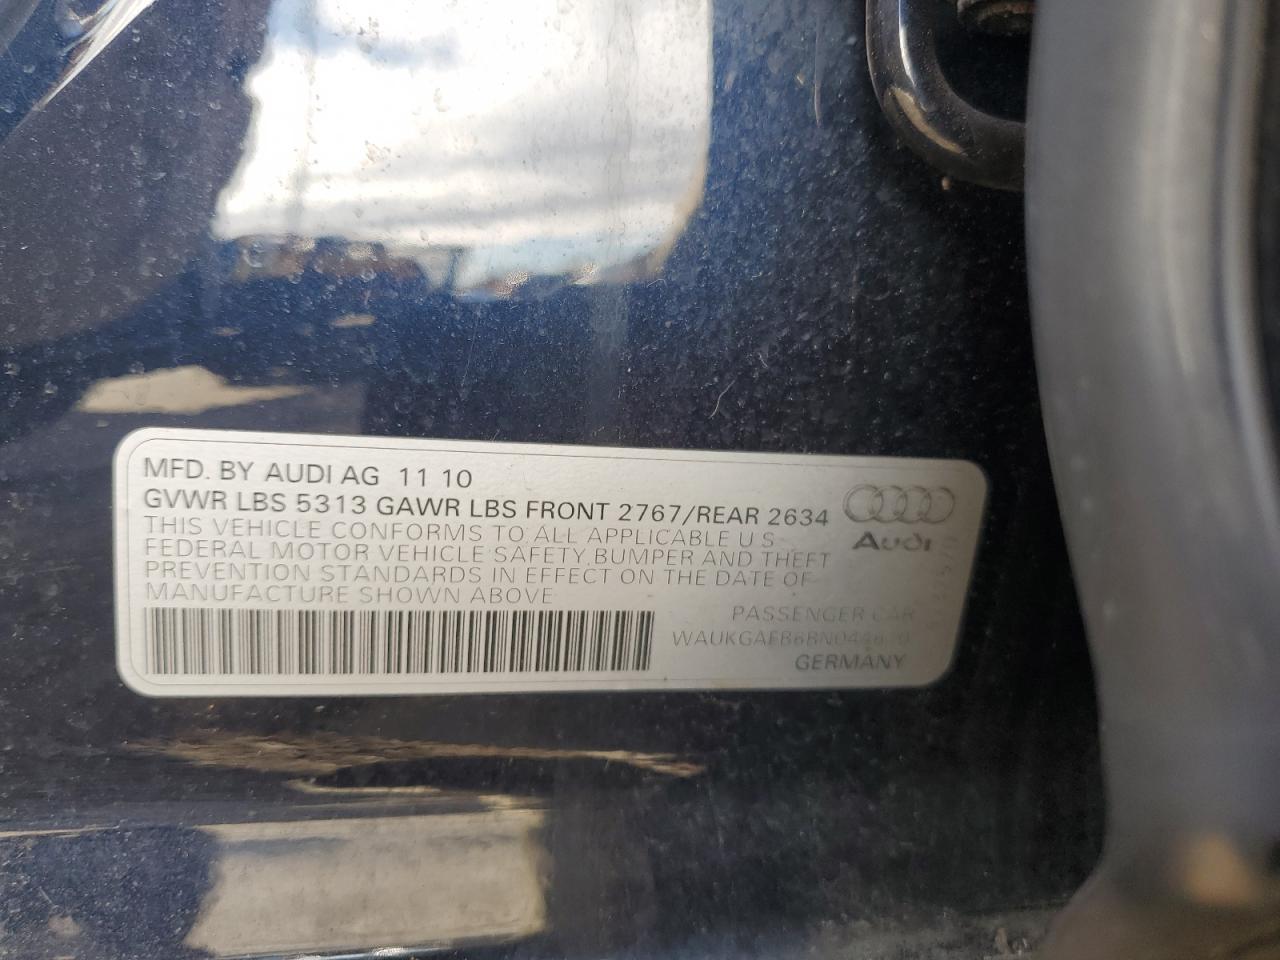 MFD. BY AUDI AG 11 10
GVWR LBS 5313 GAWR LBS FRONT 2767/REAR 2634
THIS VEHICLE CONFORMS TO ALL APPLICABLE U S
FEDERAL MOTOR VEHICLE SAFETY, BUMPER AND THEFT
PREVENTION STANDARDS IN EFFECT ON THE DATE OF
MANUFACTURE SHOWN ABOVE
Audi
PASSENGER CAR
GERMANY